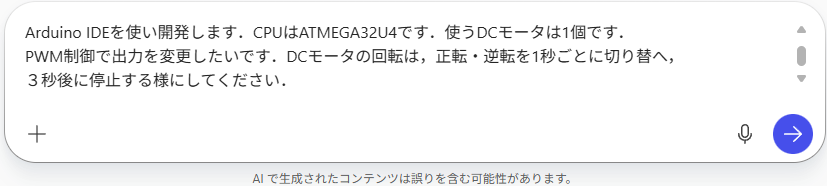 Arduino IDEを使い開発します．CPUはATMEGA32U4です．使うDCモータは1個です．
PWM制御で出力を変更したいです．DCモータの回転は，正転・逆転を1秒ごとに切り替へ，
３秒後に停止する様にしてください．
AI で生成されたコンテンツは誤りを含む可能性があります。